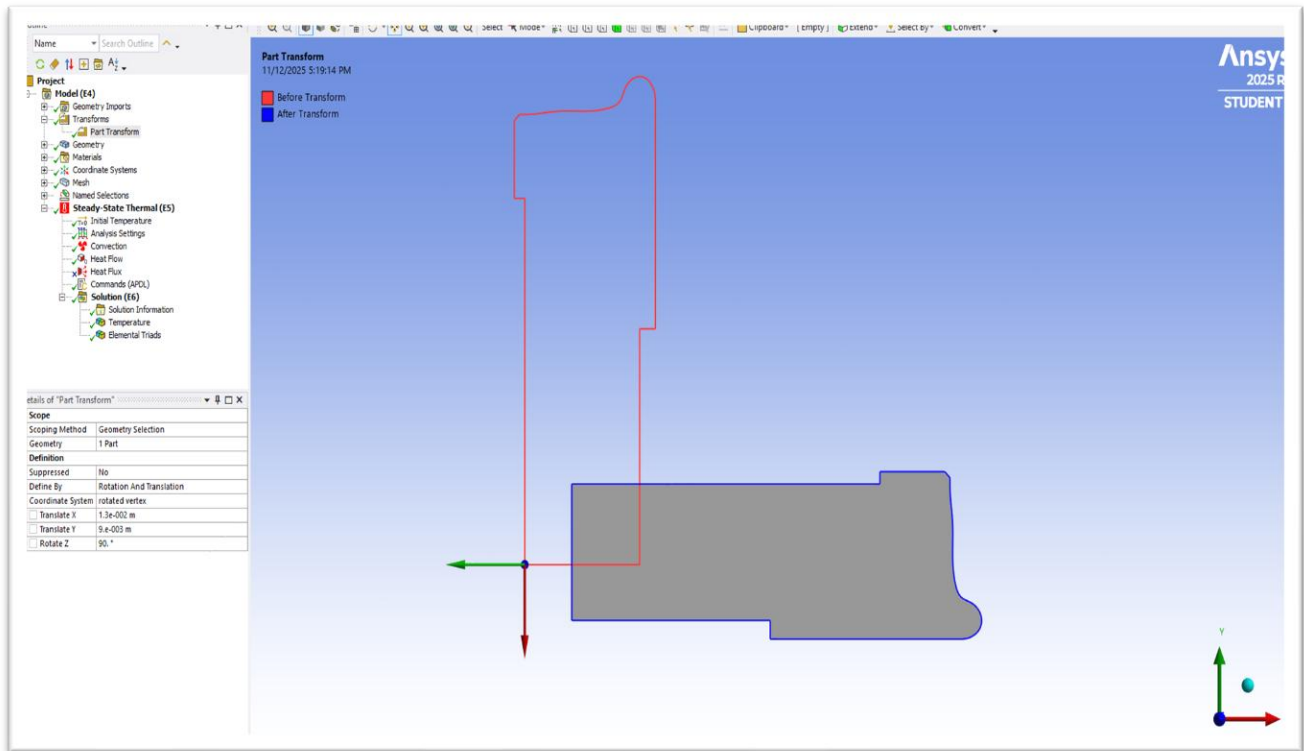 Select Mode Clipboard [Empty] Extend Select By Convert
Name Search Outline
Project
Model (E4)
Geometry Imports
Transforms
Part Transform
Geometry
Materials
Coordinate Systems
Mesh
Named Selections
Steady-State Thermal (E5)
Initial Temperature
Analysis Settings
Convection
Heat Flow
Heat Flux
Commands (APDL)
Solution (E6)
Solution Information
Temperature
Elemental Triads
etails of "Part Transform"
Scope
Scoping Method Geometry Selection
Geometry 1 Part
Definition
Suppressed No
Define By Rotation And Translation
Coordinate System rotated vertex
Translate X 1.3e-002 m
Translate Y 9.e-003 m
Rotate Z 90. °
Part Transform
11/12/2025 5:19:14 PM
Before Transform
After Transform
Ansys
2025 R
STUDENT
Y